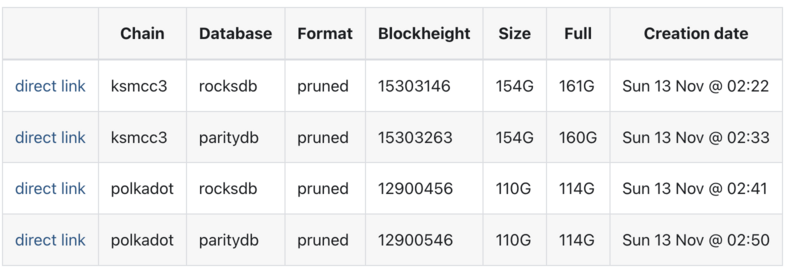 Chain Database Format Blockheight Size Full Creation date
direct link ksmcc3 rocksdb pruned 15303146 154G 161G Sun 13 Nov @ 02:22
direct link ksmcc3 paritydb pruned 15303263 154G 160G Sun 13 Nov @ 02:33
direct link polkadot rocksdb pruned 12900456 110G 114G Sun 13 Nov @ 02:41
direct link polkadot paritydb pruned 12900546 110G 114G Sun 13 Nov @ 02:50